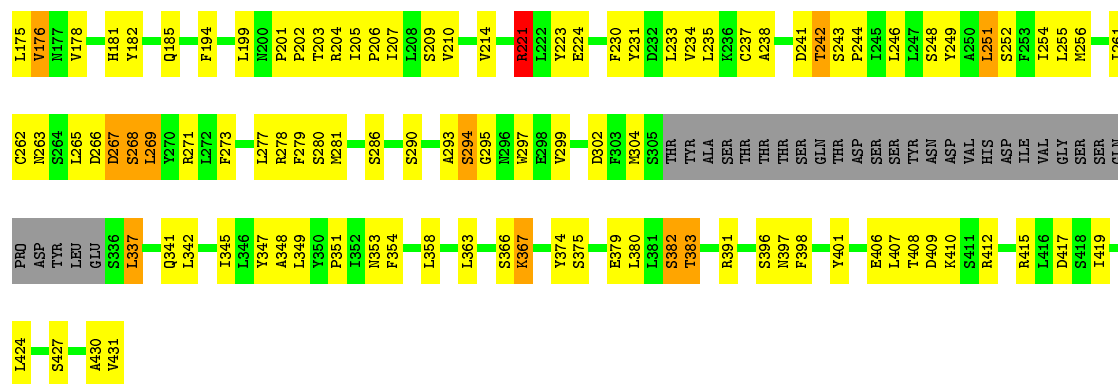 L175 V176 N177 V178 H181 Y182 Q185 F194 L199 N200 P201 P202 T203 R204 I205 P206 I207 L208 S209 V210 V214 R221 L222 Y223 E224 F230 Y231 D232 L233 V234 L235 K236 C237 A238 D241 T242 S243 P244 I245 L246 L247 S248 Y249 A250 L251 S252 F253 I254 L255 M256
C262 N263 S264 L265 D266 D267 S268 L269 Y270 R271 L272 F273 L277 R278 F279 S280 M281 S286 S290 A293 S294 G295 N296 W297 E298 V299 D302 F303 M304 S305 THR TYR ALA SER THR THR THR SER GLN THR ASP SER SER TYR ASN ASP VAL HIS ASP ILE VAL GLY SER SER GLN
PRO ASP TYR LEU GLU S336 L337 Q341 L342 I345 L346 Y347 A348 L349 Y350 P351 I352 N353 F354 L358 L363 S366 K367 Y374 S375 E379 L380 L381 S382 T383 R391 S396 N397 F398 Y401 E406 L407 T408 D409 K410 S411 R412 R415 L416 D417 S418 I419
L424 S427 A430 V431